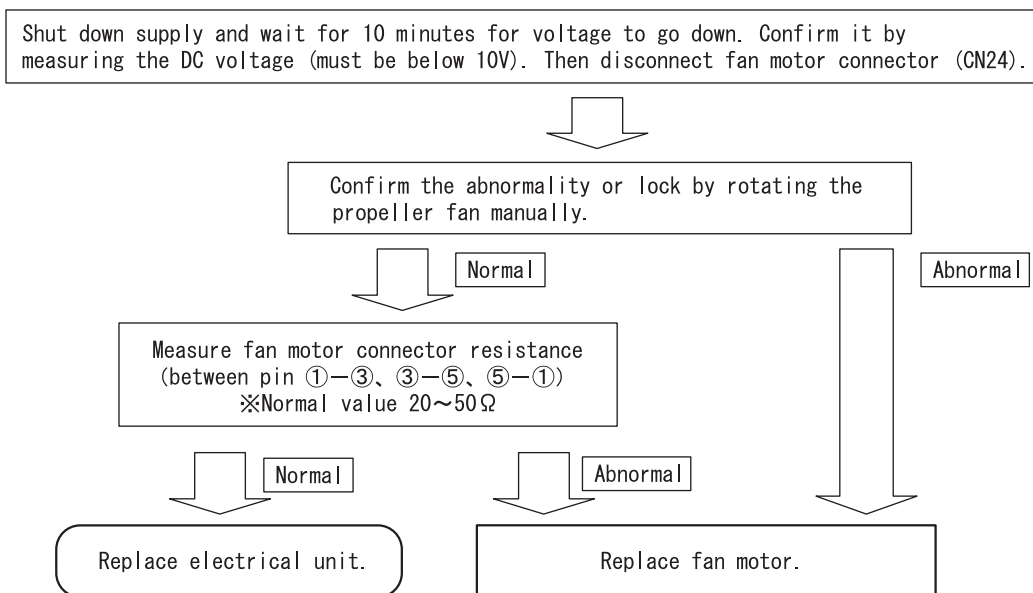 Shut down supply and wait for 10 minutes for voltage to go down. Confirm it by
measuring the DC voltage (must be below 10V). Then disconnect fan motor connector (CN24).
Confirm the abnormality or lock by rotating the
propeller fan manually.
Normal
Abnormal
Measure fan motor connector resistance
(between pin ①-③、③-⑤、⑤-①)
※Normal value 20～50Ω
Normal
Abnormal
Replace electrical unit.
Replace fan motor.